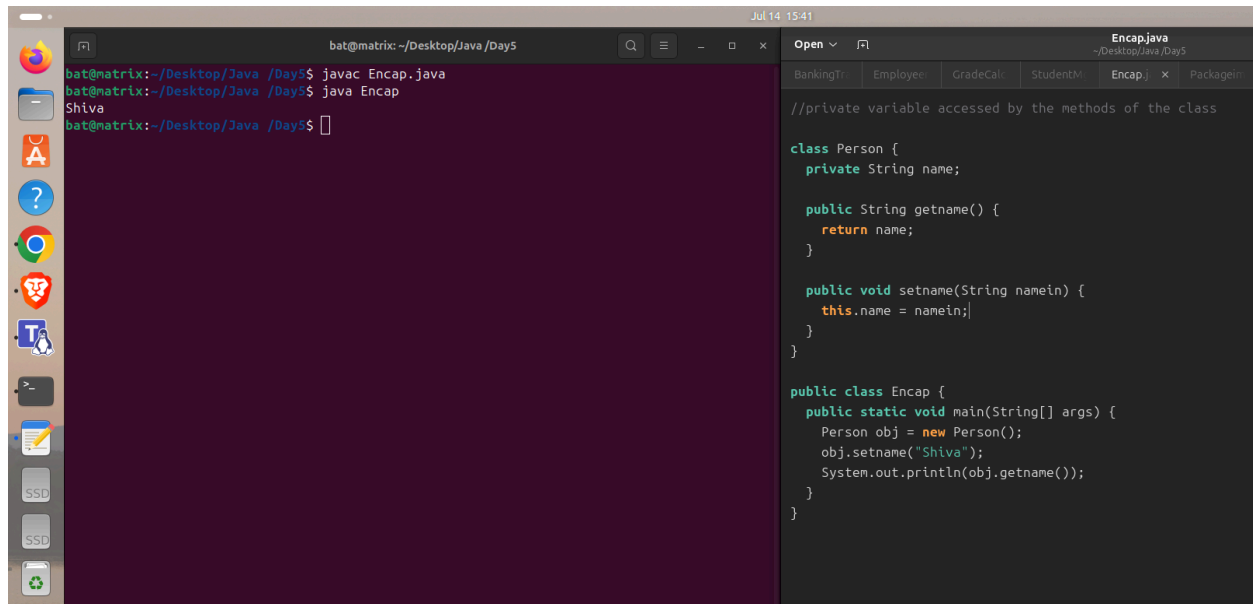 Jul 14 15:41
bat@matrix: ~/Desktop/Java /Day5
bat@matrix:~/Desktop/Java /Day5$ javac Encap.java
bat@matrix:~/Desktop/Java /Day5$ java Encap
Shiva
bat@matrix:~/Desktop/Java /Day5$
Open
Encap.java
~/Desktop/Java /Day5
BankingTr Employee GradeCalc StudentM Encap.j Packageim
//private variable accessed by the methods of the class
class Person {
private String name;
public String getname() {
return name;
}
public void setname(String namein) {
this.name = namein;
}
}
public class Encap {
public static void main(String[] args) {
Person obj = new Person();
obj.setname("Shiva");
System.out.println(obj.getname());
}
}
SSD
SSD